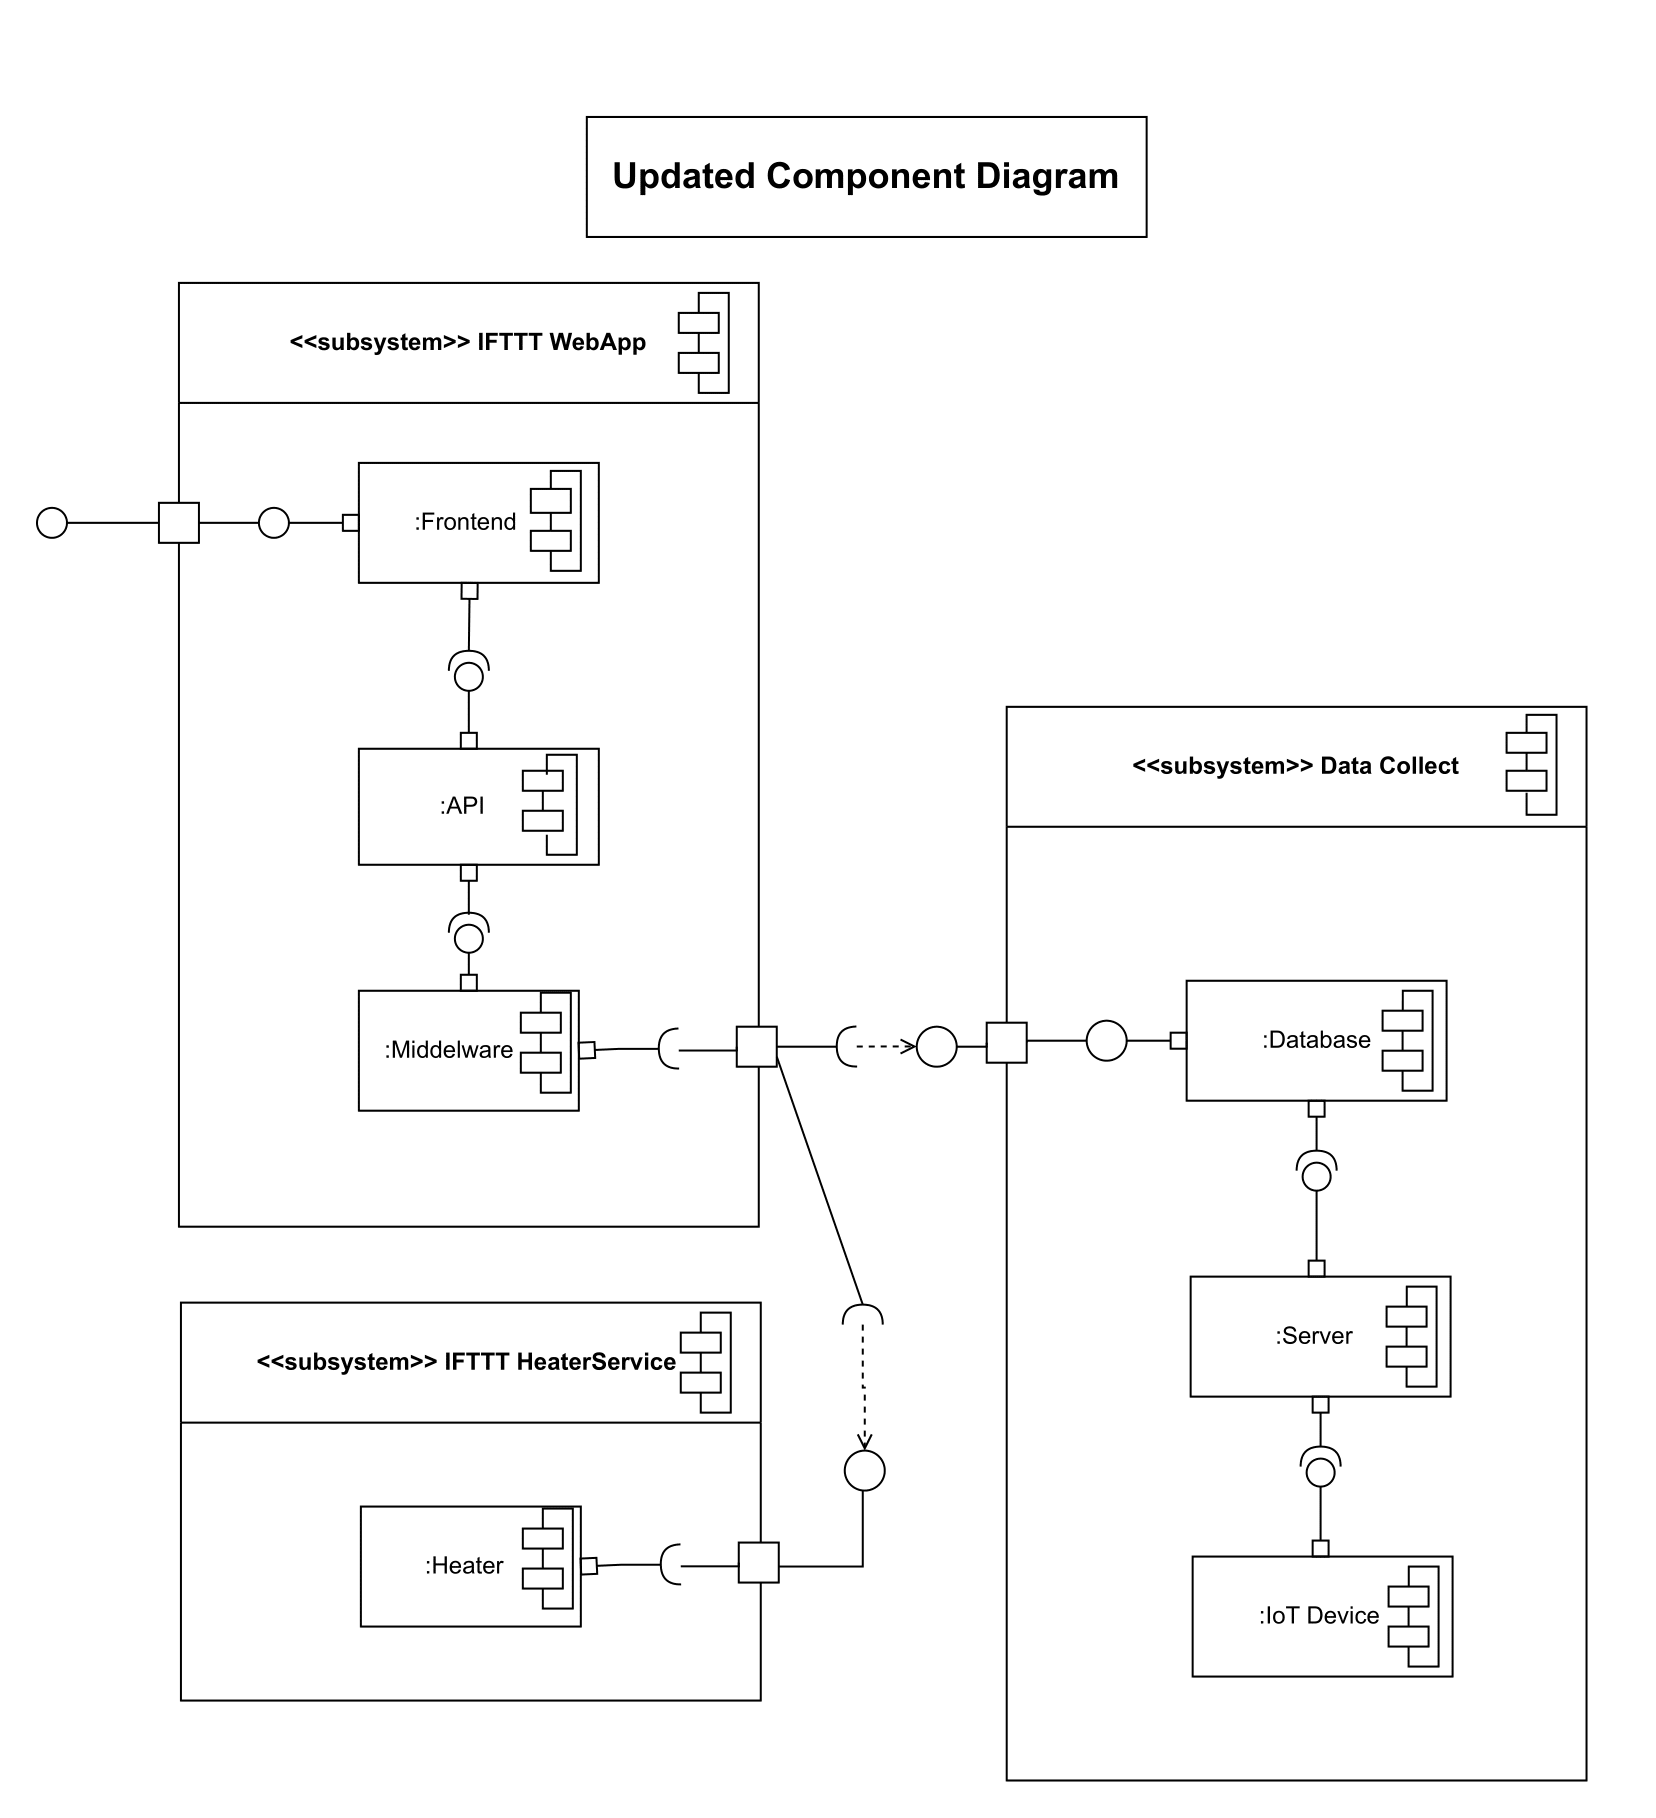 Updated Component Diagram
<<subsystem>> IFTTT WebApp
:Frontend
:API
:Middelware
<<subsystem>> Data Collect
:Database
:Server
:IoT Device
<<subsystem>> IFTTT HeaterService
:Heater